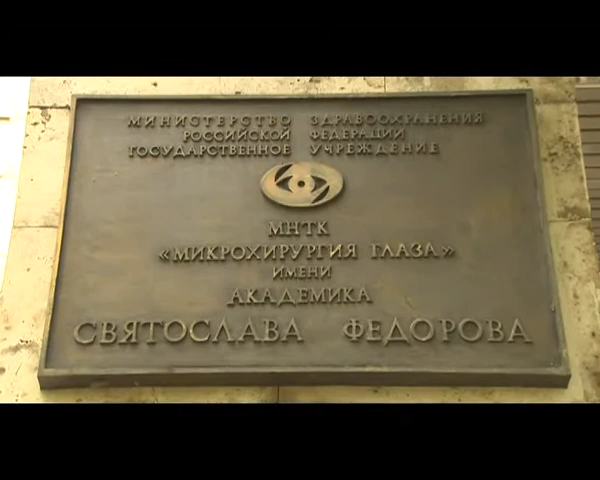 МИНИСТЕРСТВО ЗДРАВООХРАНЕНИЯ
РОССИЙСКОЙ ФЕДЕРАЦИИ
ГОСУДАРСТВЕННОЕ УЧРЕЖДЕНИЕ
МНТК
«МИКРОХИРУРГИЯ ГЛАЗА»
ИМЕНИ
АКАДЕМИКА
СВЯТОСЛАВА ФЕДОРОВА